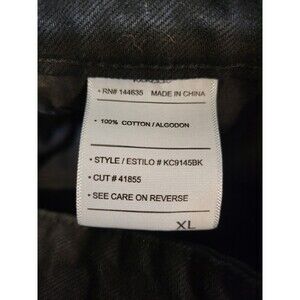 • RN# 144635 MADE IN CHINA
• 100% COTTON / ALGODON
• STYLE / ESTILO # KC9145BK
• CUT # 41855
• SEE CARE ON REVERSE
XL